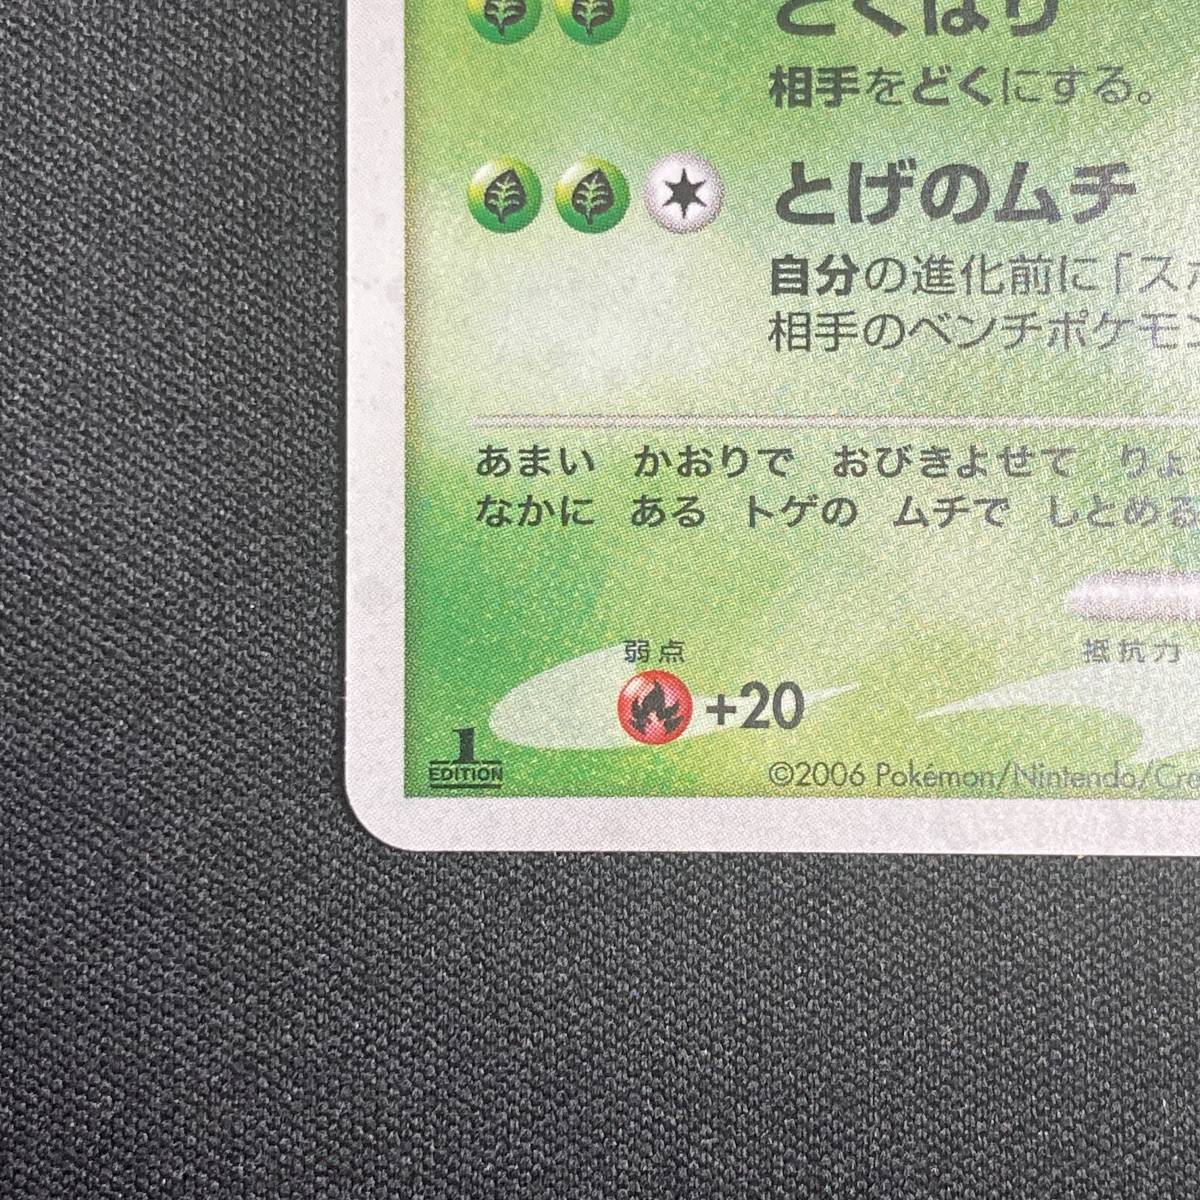 どくばり
相手をどくにする。
とげのムチ
自分の進化前に「スボ
相手のベンチポケモン
あまい かおりで おびきよせて りょ
なかに ある トゲの ムチで しとめる
弱点
抵抗力
+20
1
EDITION
©2006 Pokémon/Nintendo/Cre